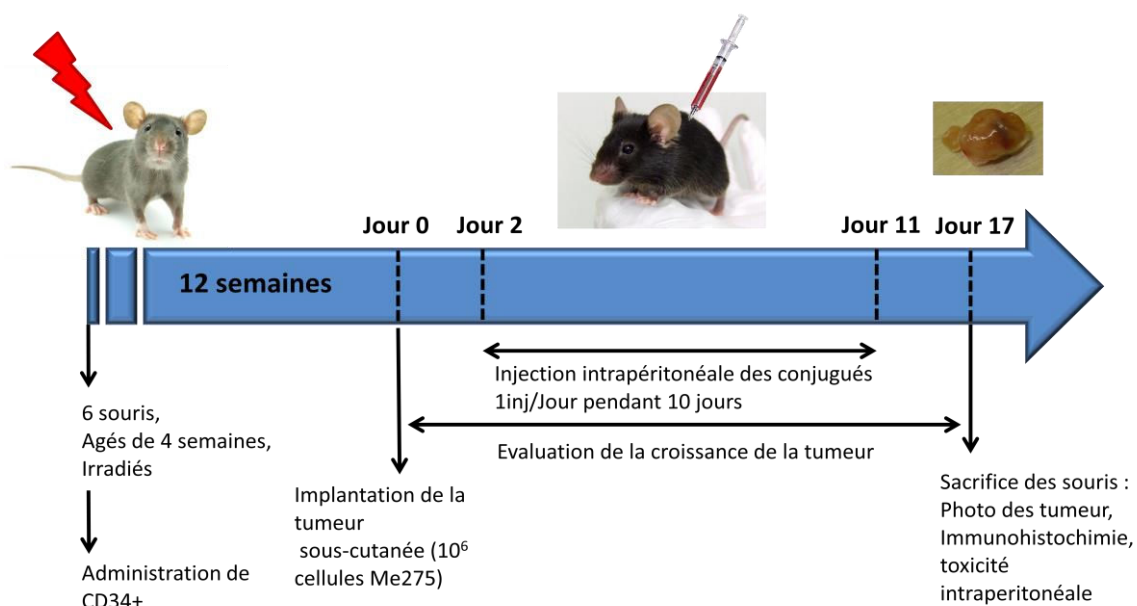 Jour 0
Jour 2
Jour 11
Jour 17
12 semaines
Injection intrapéritonéale des conjugués
1inj/Jour pendant 10 jours
Evaluation de la croissance de la tumeur
6 souris,
Agés de 4 semaines,
Irradiés
Administration de
CD34+
Implantation de la
tumeur
sous-cutanée (10⁶
cellules Me275)
Sacrifice des souris :
Photo des tumeur,
Immunohistochimie,
toxicité
intraperitonéale